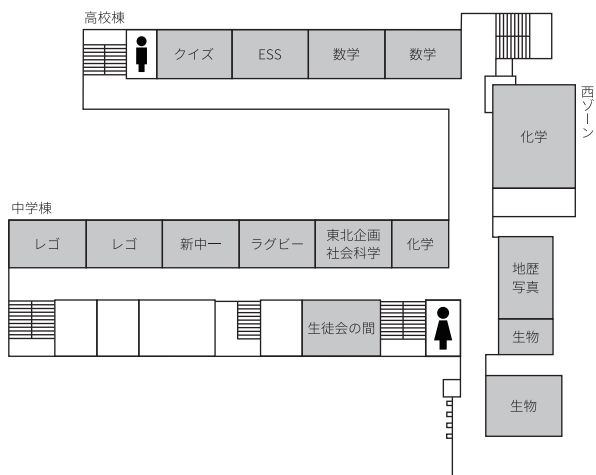 高校棟
クイズ
ESS
数学
数学
西ゾーン
化学
中学棟
レゴ
レゴ
新中一
ラグビー
東北企画
社会科学
化学
地歴
写真
生徒会の間
生物
生物